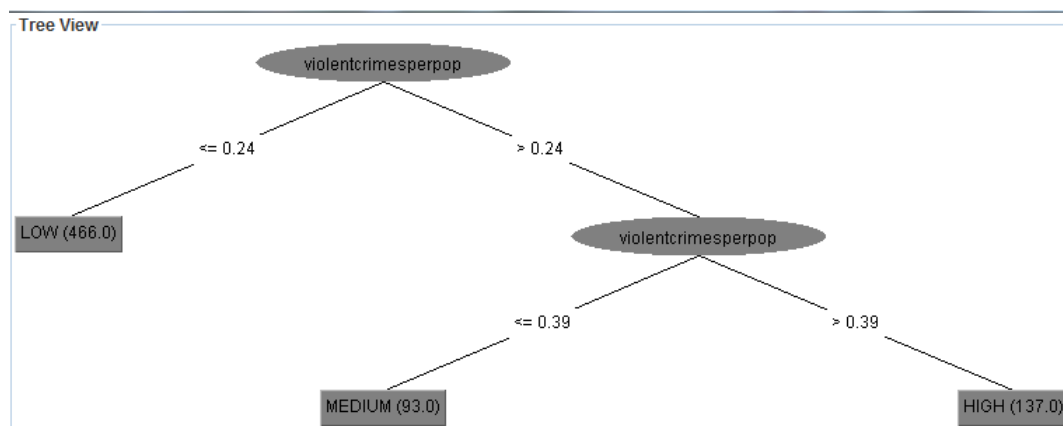 Tree View
violentcrimesperpop
<= 0.24
> 0.24
LOW (466.0)
violentcrimesperpop
<= 0.39
> 0.39
MEDIUM (93.0)
HIGH (137.0)